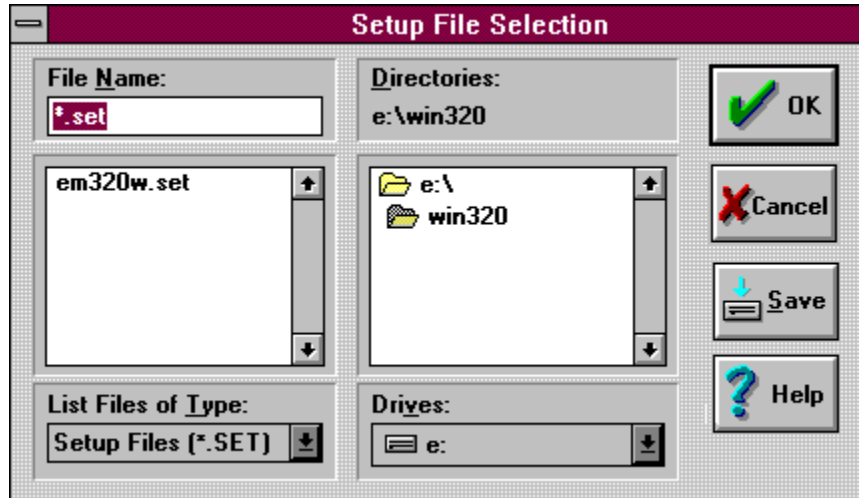 Setup File Selection
File Name:
*.set
em320w.set
List Files of Type:
Setup Files (*.SET)
Directories:
e:\win320
e:\
win320
Drives:
e:
OK
Cancel
Save
Help